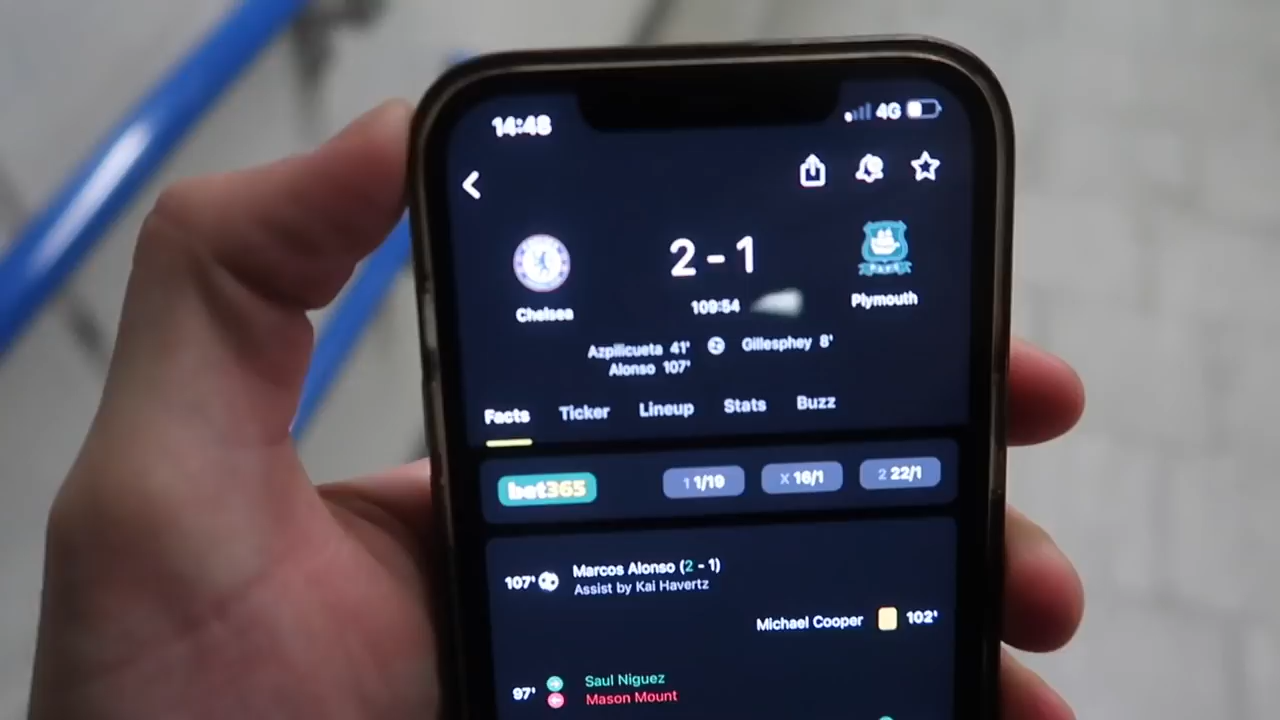 14:48
4G
2 - 1
Chelsea
109:54
Plymouth
Azpilicueta 41'
Gillesphey 8'
Alonso 107'
Facts Ticker Lineup Stats Buzz
bet365
1 1/19
X 16/1
2 22/1
107' Marcos Alonso (2 - 1)
Assist by Kai Havertz
Michael Cooper 102'
97' Saul Niguez
Mason Mount